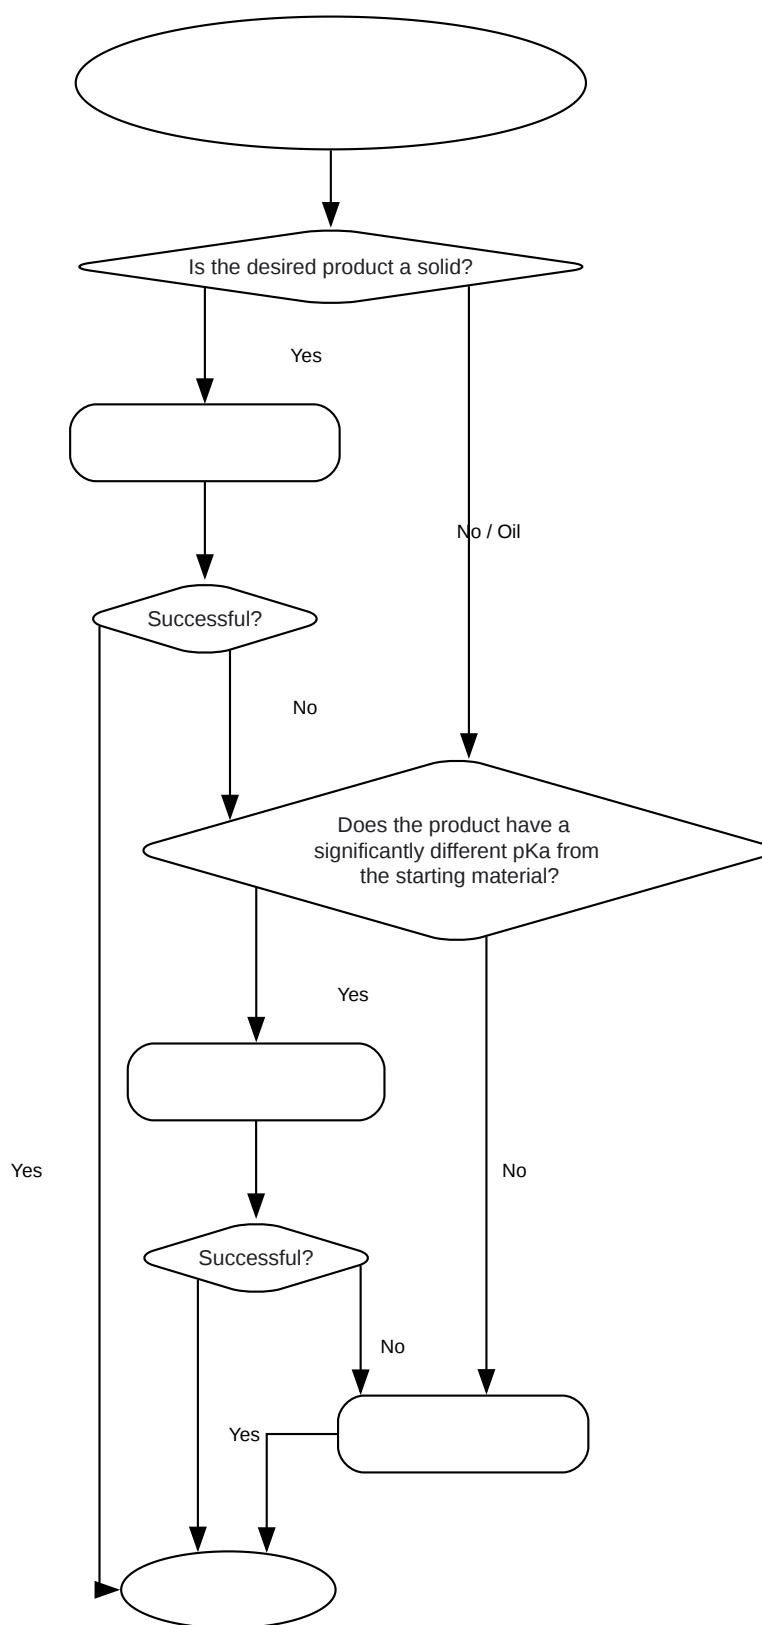 Is the desired product a solid?
Yes
No / Oil
Successful?
No
Does the product have a
significantly different pKa from
the starting material?
Yes
Yes
No
Successful?
No
Yes